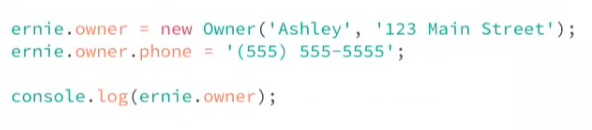 ernie.owner = new Owner('Ashley', '123 Main Street');
ernie.owner.phone = '(555) 555-5555';
console.log(ernie.owner);